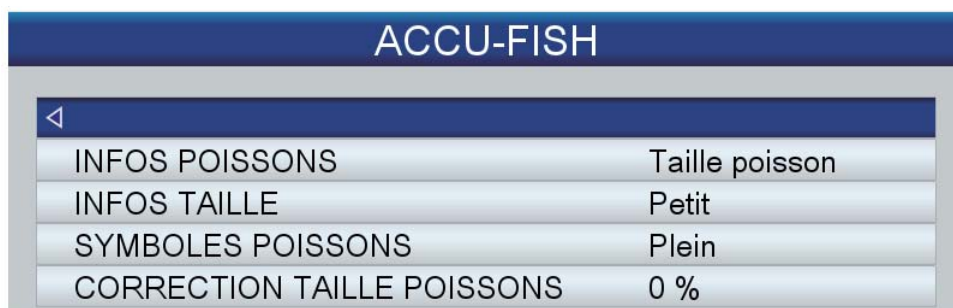 ACCU-FISH
INFOS POISSONS Taille poisson
INFOS TAILLE Petit
SYMBOLES POISSONS Plein
CORRECTION TAILLE POISSONS 0 %